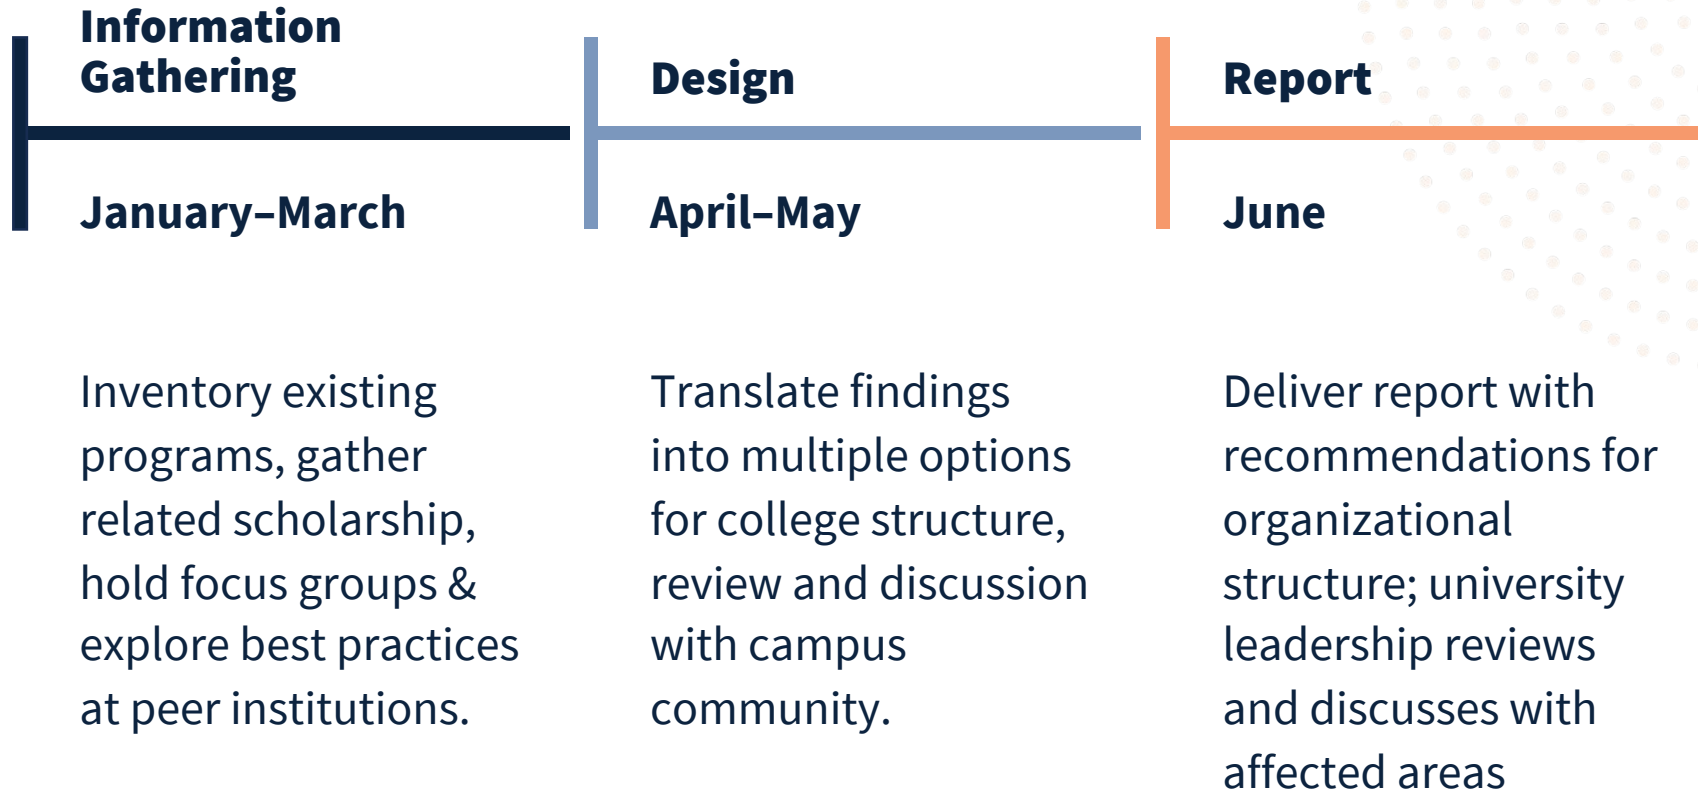 Information
Gathering
January–March
Inventory existing
programs, gather
related scholarship,
hold focus groups &
explore best practices
at peer institutions.
Design
April–May
Translate findings
into multiple options
for college structure,
review and discussion
with campus
community.
Report
June
Deliver report with
recommendations for
organizational
structure; university
leadership reviews
and discusses with
affected areas